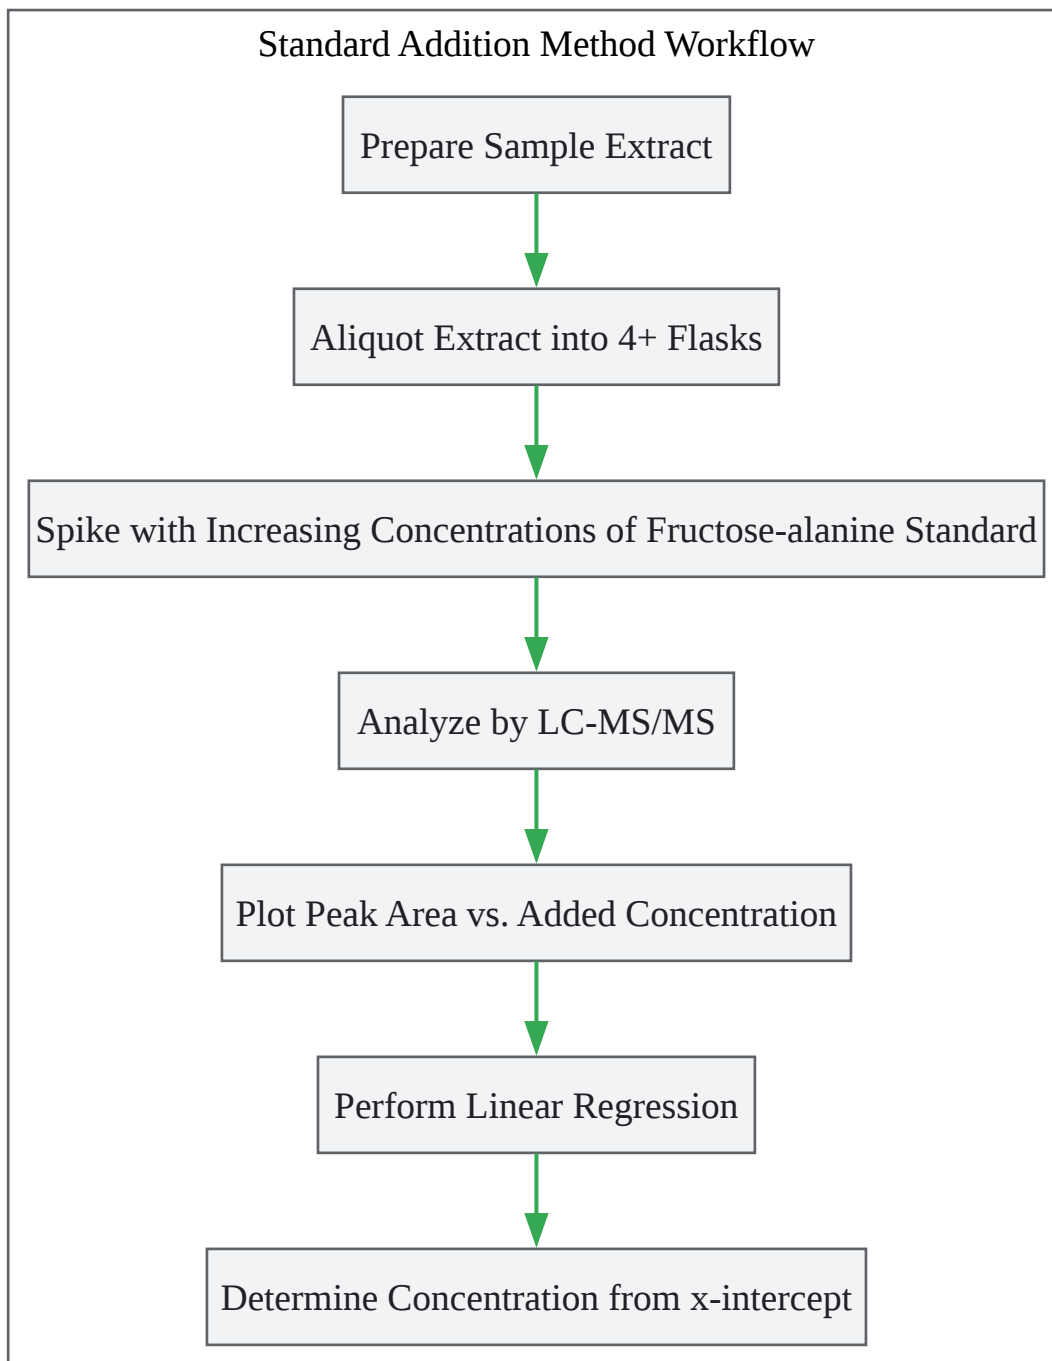 Standard Addition Method Workflow
Prepare Sample Extract
Aliquot Extract into 4+ Flasks
Spike with Increasing Concentrations of Fructose-alanine Standard
Analyze by LC-MS/MS
Plot Peak Area vs. Added Concentration
Perform Linear Regression
Determine Concentration from x-intercept